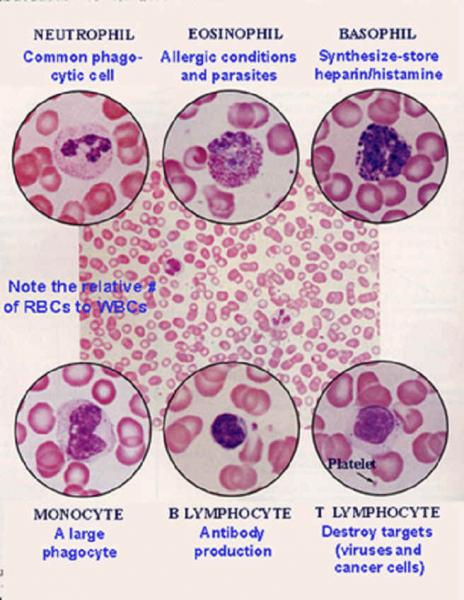 NEUTROPHIL
Common phago-
cytic cell
EOSINOPHIL
Allergic conditions
and parasites
BASOPHIL
Synthesize-store
heparin/histamine
Note the relative #
of RBCs to WBCs
Platelet
MONOCYTE
A large
phagocyte
B LYMPHOCYTE
Antibody
production
T LYMPHOCYTE
Destroy targets
(viruses and
cancer cells)